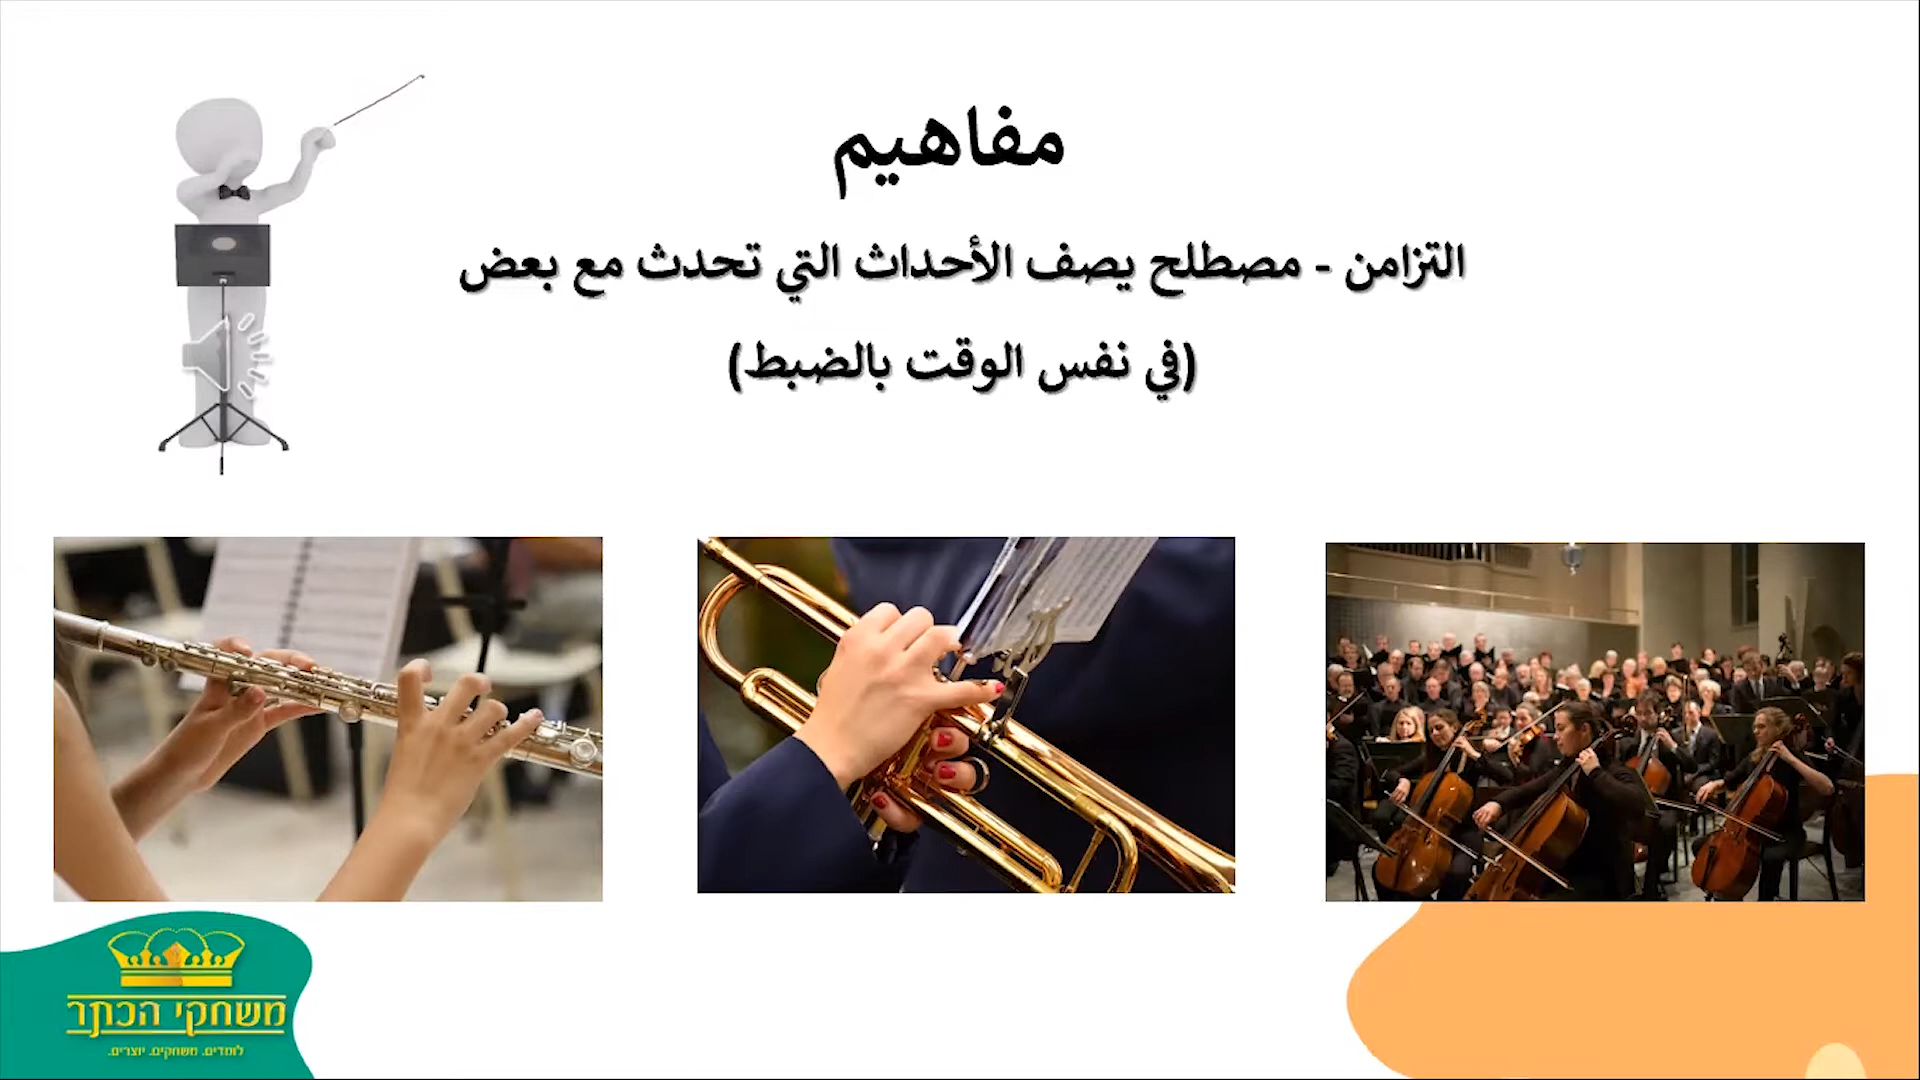 مفاهيم
التزامن - مصطلح يصف الأحداث التي تحدث مع بعض
(في نفس الوقت بالضبط)
משחקי הכתר
לומדים. משחקים. יוצרים.